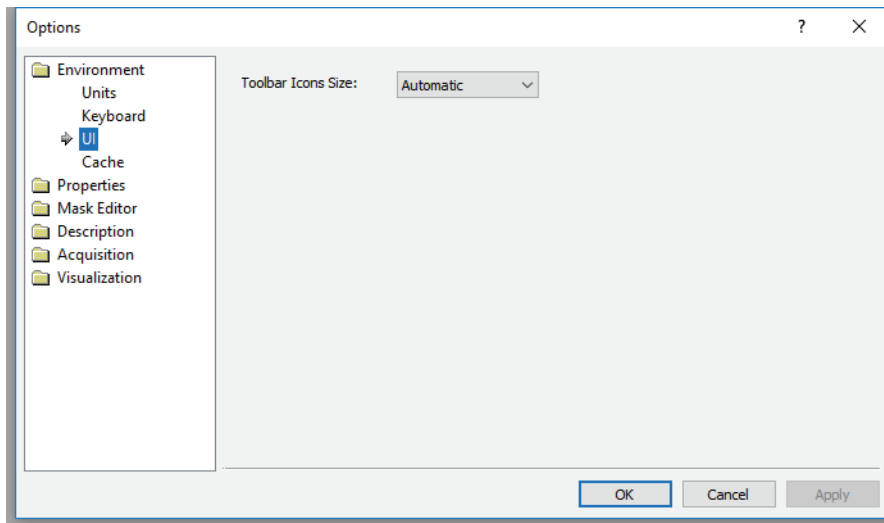 Options ?
Environment
Units
Keyboard
UI
Cache
Properties
Mask Editor
Description
Acquisition
Visualization
Toolbar Icons Size: Automatic
OK Cancel Apply